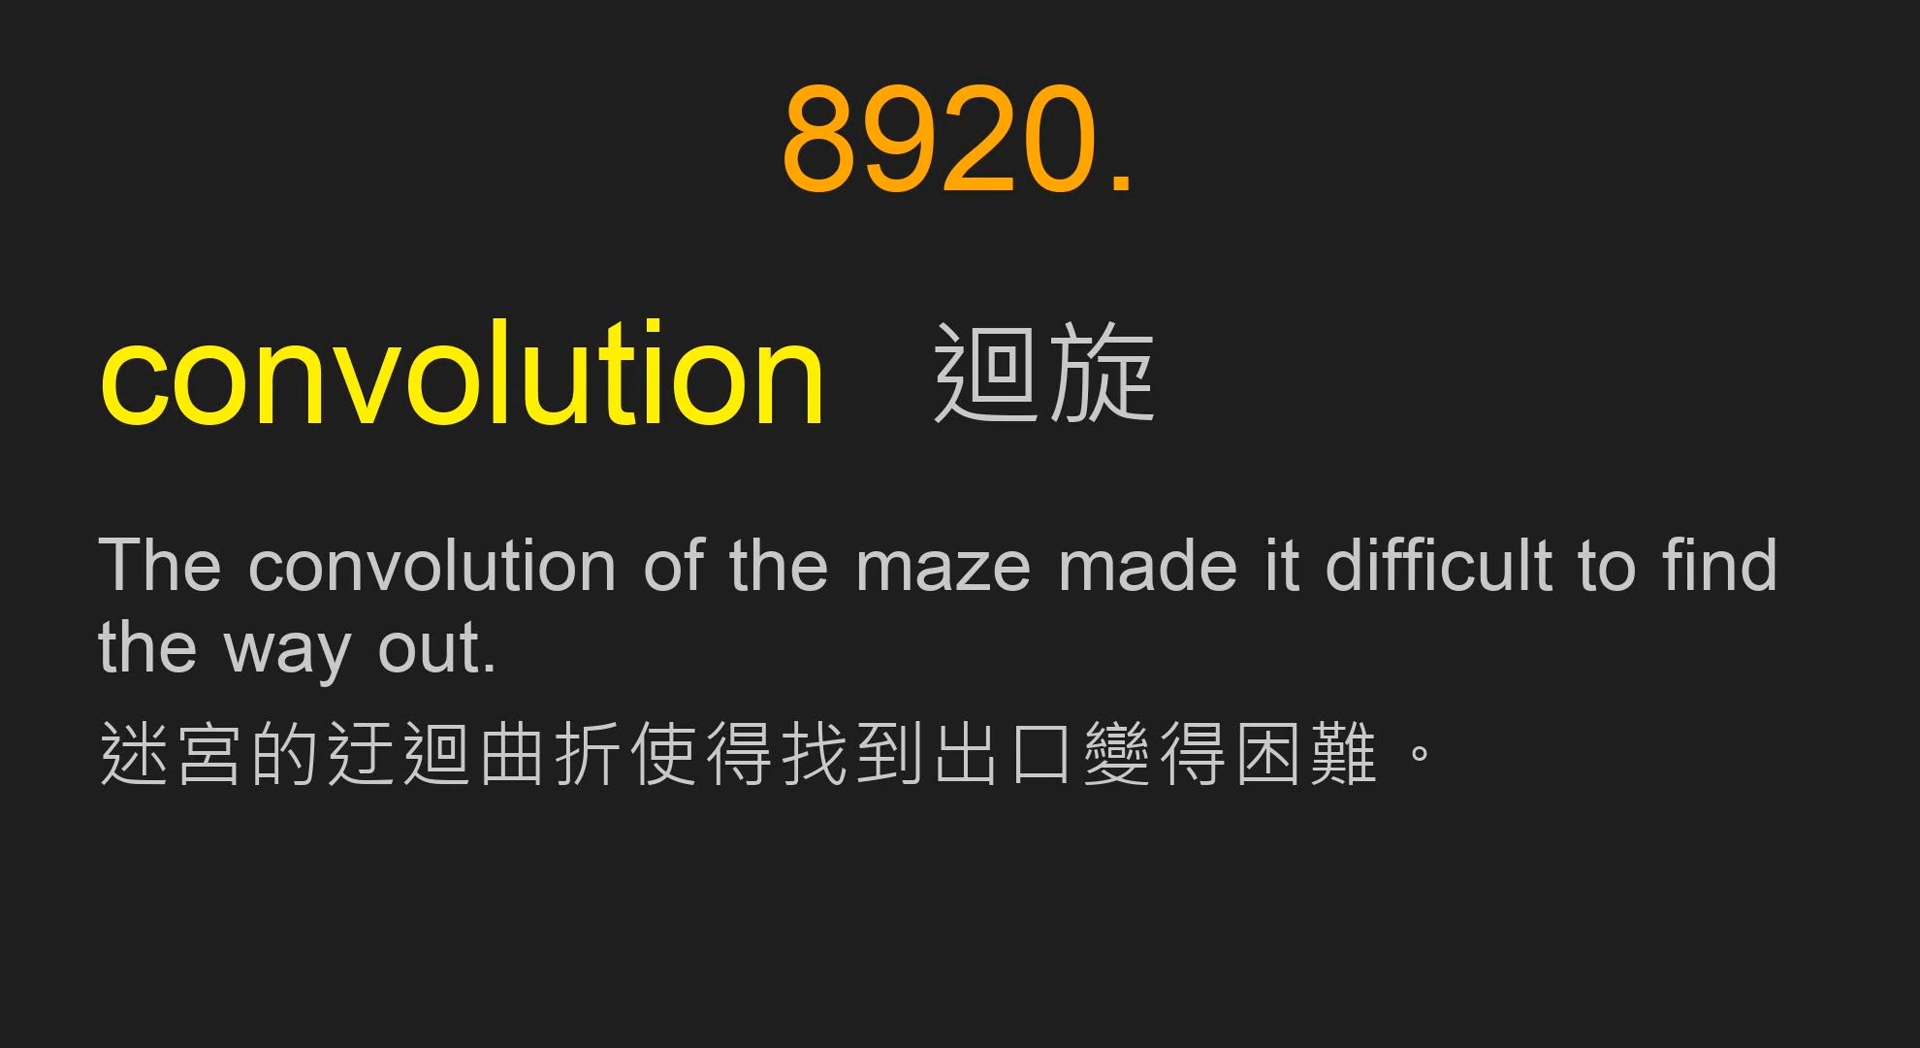 8920.
convolution 迴旋
The convolution of the maze made it difficult to find
the way out.
迷宮的迂迴曲折使得找到出口變得困難。